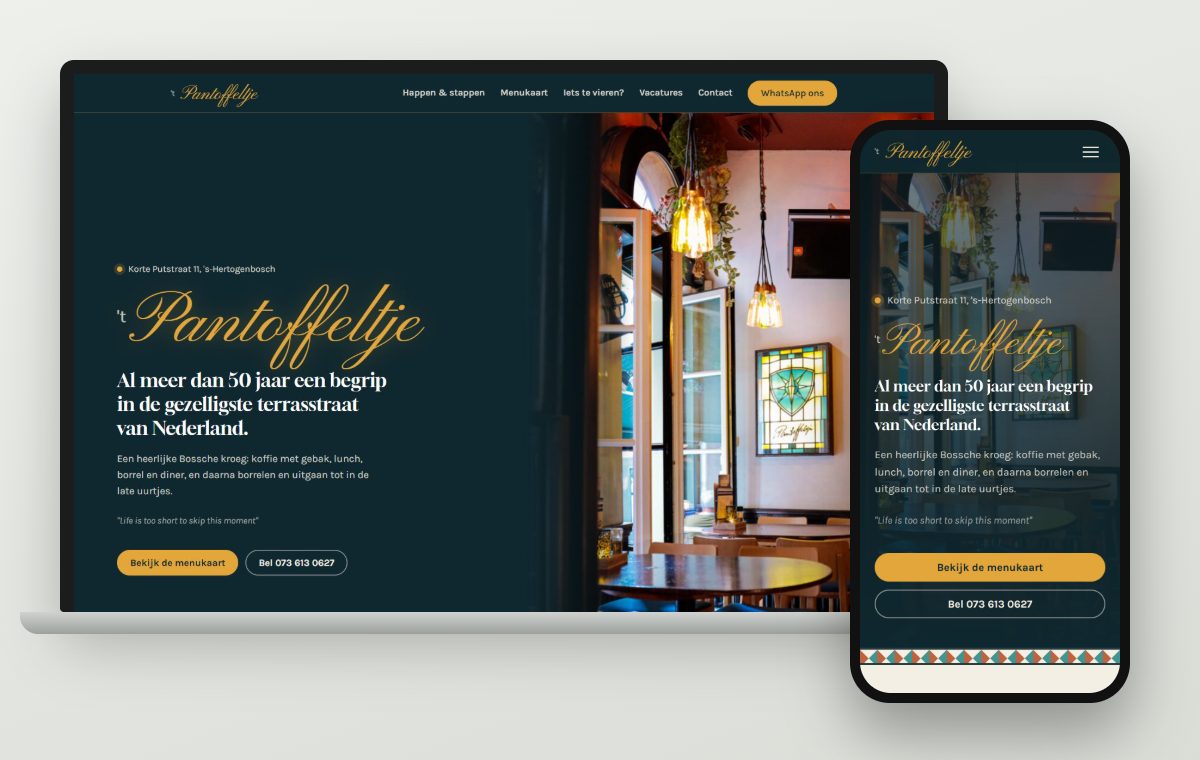 't Pantoffeltje
Happen & stappen Menukaart Iets te vieren? Vacatures Contact WhatsApp ons
Korte Putstraat 11, 's-Hertogenbosch
't Pantoffeltje
Al meer dan 50 jaar een begrip
in de gezelligste terrasstraat
van Nederland.
Een heerlijke Bossche kroeg: koffie met gebak, lunch,
borrel en diner, en daarna borrelen en uitgaan tot in de
late uurtjes.
"Life is too short to skip this moment"
Bekijk de menukaart Bel 073 613 0627
Pantoffeltje
't Pantoffeltje
Korte Putstraat 11, 's-Hertogenbosch
't Pantoffeltje
Al meer dan 50 jaar een begrip
in de gezelligste terrasstraat
van Nederland.
Een heerlijke Bossche kroeg: koffie met gebak,
lunch, borrel en diner, en daarna borrelen en
uitgaan tot in de late uurtjes.
"Life is too short to skip this moment"
Bekijk de menukaart
Bel 073 613 0627